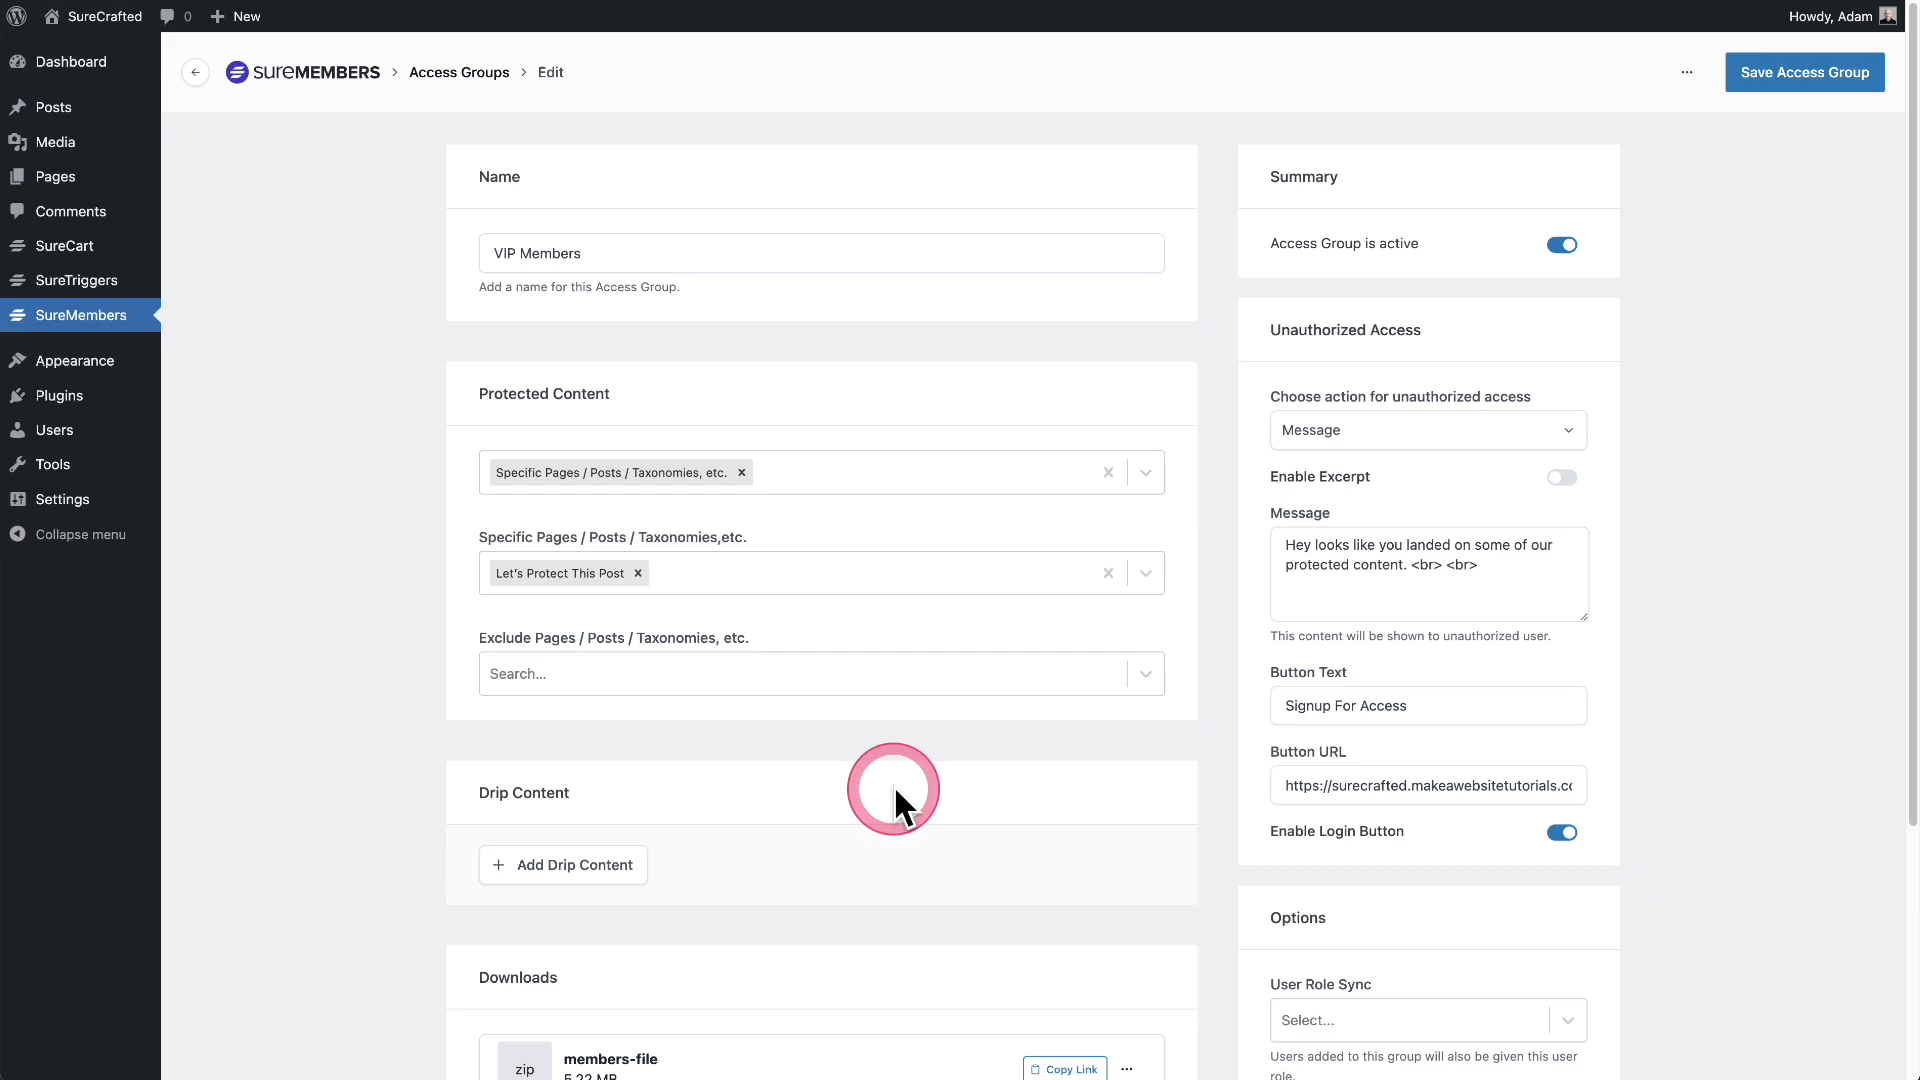 SureCrafted
0
New
Howdy, Adam
Dashboard
Posts
Media
Pages
Comments
SureCart
SureTriggers
SureMembers
Appearance
Plugins
Users
Tools
Settings
Collapse menu
sureMEMBERS
Access Groups
Edit
...
Save Access Group
Name
VIP Members
Add a name for this Access Group.
Protected Content
Specific Pages / Posts / Taxonomies, etc.
Specific Pages / Posts / Taxonomies,etc.
Let's Protect This Post
Exclude Pages / Posts / Taxonomies, etc.
Search...
Drip Content
Add Drip Content
Downloads
zip
members-file
5.22 MB
Copy Link
...
Summary
Access Group is active
Unauthorized Access
Choose action for unauthorized access
Message
Enable Excerpt
Message
Hey looks like you landed on some of our
protected content. <br> <br>
This content will be shown to unauthorized user.
Button Text
Signup For Access
Button URL
https://surecrafted.makeawebsitetutorials.cc
Enable Login Button
Options
User Role Sync
Select...
Users added to this group will also be given this user
role.